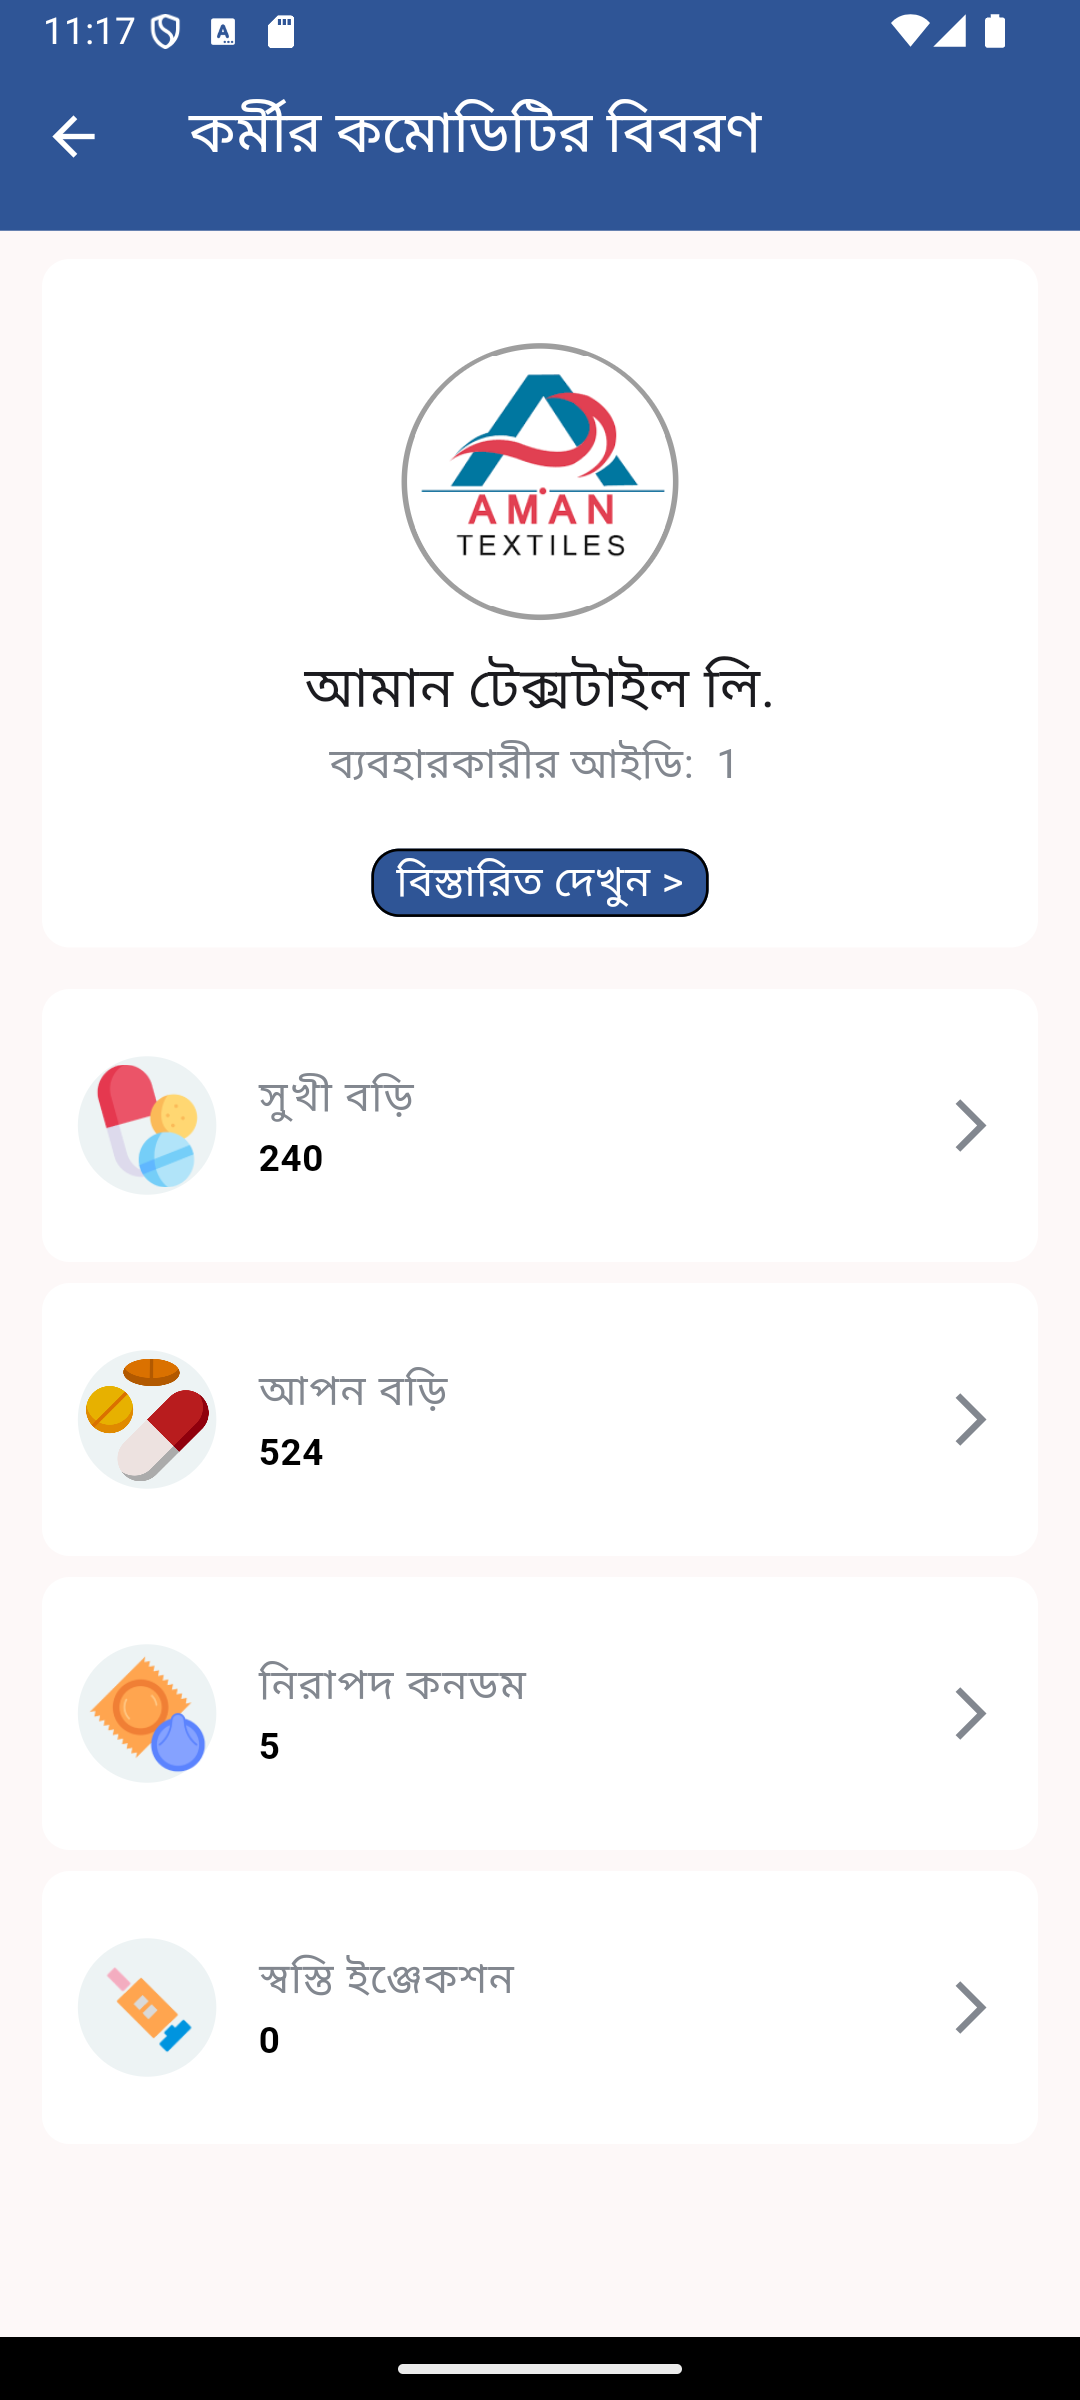 11:17
কর্মীর কমোডিটির বিবরণ
AMAN
TEXTILES
আমান টেক্সটাইল লি.
ব্যবহারকারীর আইডি: 1
বিস্তারিত দেখুন >
সুখী বড়ি
240
আপন বড়ি
524
নিরাপদ কনডম
5
স্বস্তি ইঞ্জেকশন
0